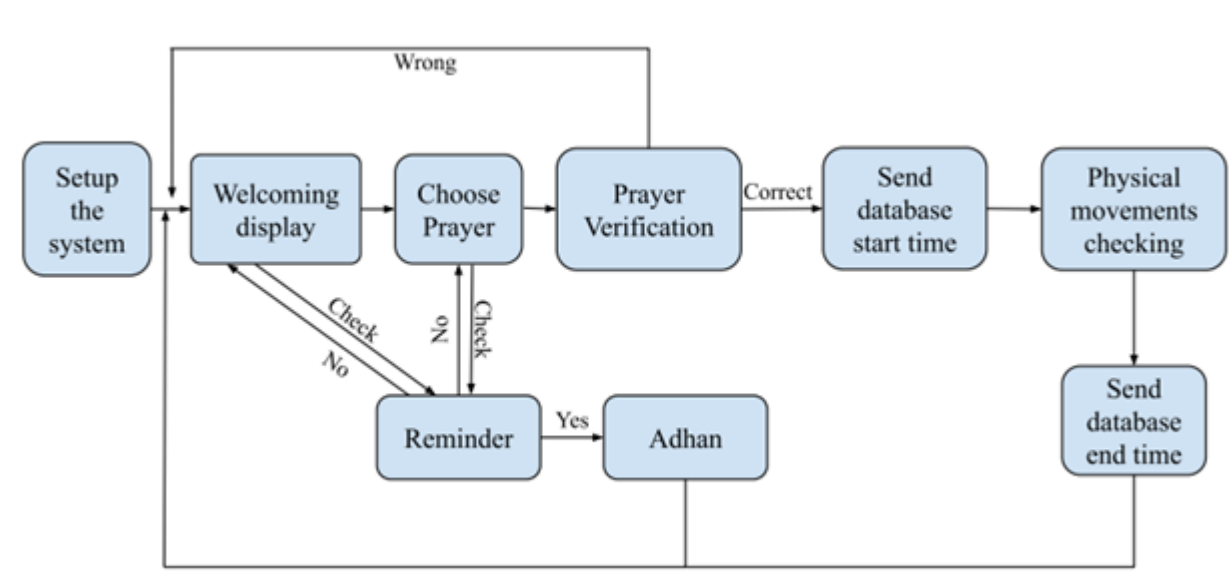 Wrong
Setup
the
system
Welcoming
display
Choose
Prayer
Prayer
Verification
Correct
Send
database
start time
Physical
movements
checking
Check
No
No
Check
Reminder
Yes
Adhan
Send
database
end time